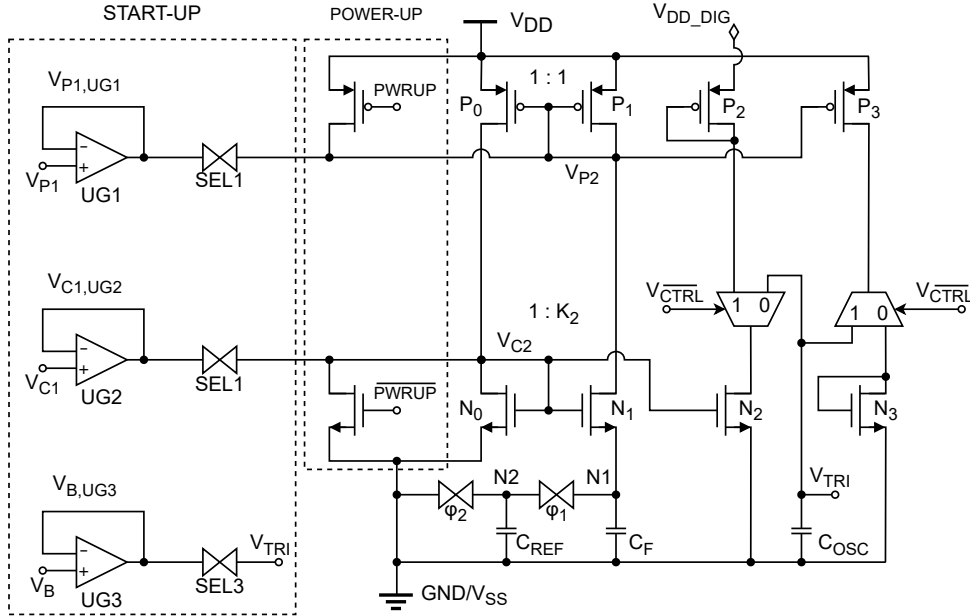 START-UP
POWER-UP
VDD
VDD_DIG
VP1,UG1
PWRUP
P0
1 : 1
P1
P2
P3
-
+
VP1
UG1
SEL1
VP2
VC1,UG2
1 : K2
VCTRL
1 0
1 0
VCTRL
-
+
VC1
UG2
SEL1
VC2
PWRUP
N0
N1
N2
N3
VB,UG3
N2
N1
φ2
φ1
VTRI
-
+
VB
UG3
SEL3
VTRI
CREF
CF
COSC
GND/VSS